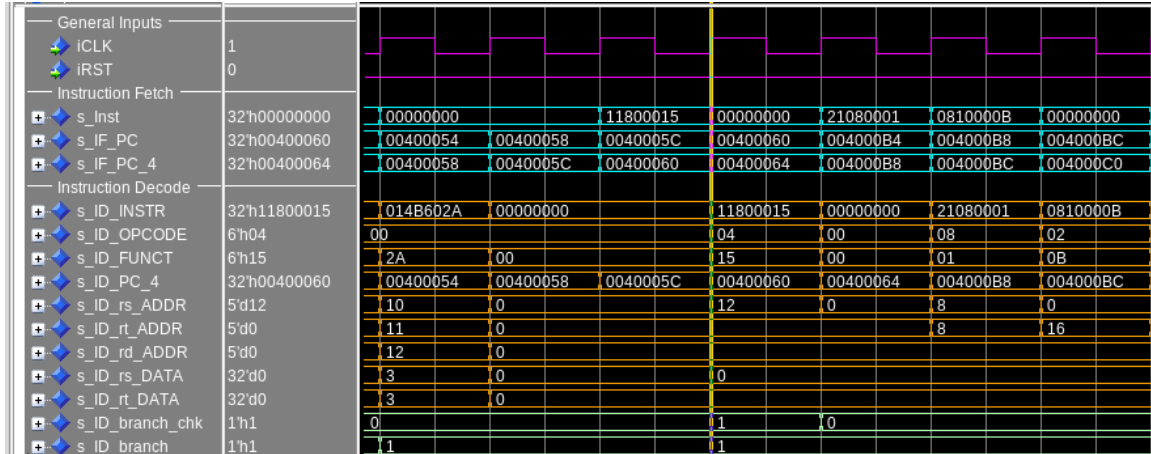 General Inputs
iCLK 1
iRST 0
Instruction Fetch
s_Inst 32'h00000000 00000000 11800015 00000000 21080001 0810000B 00000000
s_IF_PC 32'h00400060 00400054 00400058 0040005C 00400060 004000B4 004000B8 004000BC
s_IF_PC_4 32'h00400064 00400058 0040005C 00400060 00400064 004000B8 004000BC 004000C0
Instruction Decode
s_ID_INSTR 32'h11800015 014B602A 00000000 11800015 00000000 21080001 0810000B
s_ID_OPCODE 6'h04 00 04 00 08 02
s_ID_FUNCT 6'h15 2A 00 15 00 01 0B
s_ID_PC_4 32'h00400060 00400054 00400058 0040005C 00400060 00400064 004000B8 004000BC
s_ID_rs_ADDR 5'd12 10 0 12 0 8 0
s_ID_rt_ADDR 5'd0 11 0 8 16
s_ID_rd_ADDR 5'd0 12 0
s_ID_rs_DATA 32'd0 3 0 0
s_ID_rt_DATA 32'd0 3 0
s_ID_branch_chk 1'h1 0 1 0
s_ID_branch 1'h1 1 1